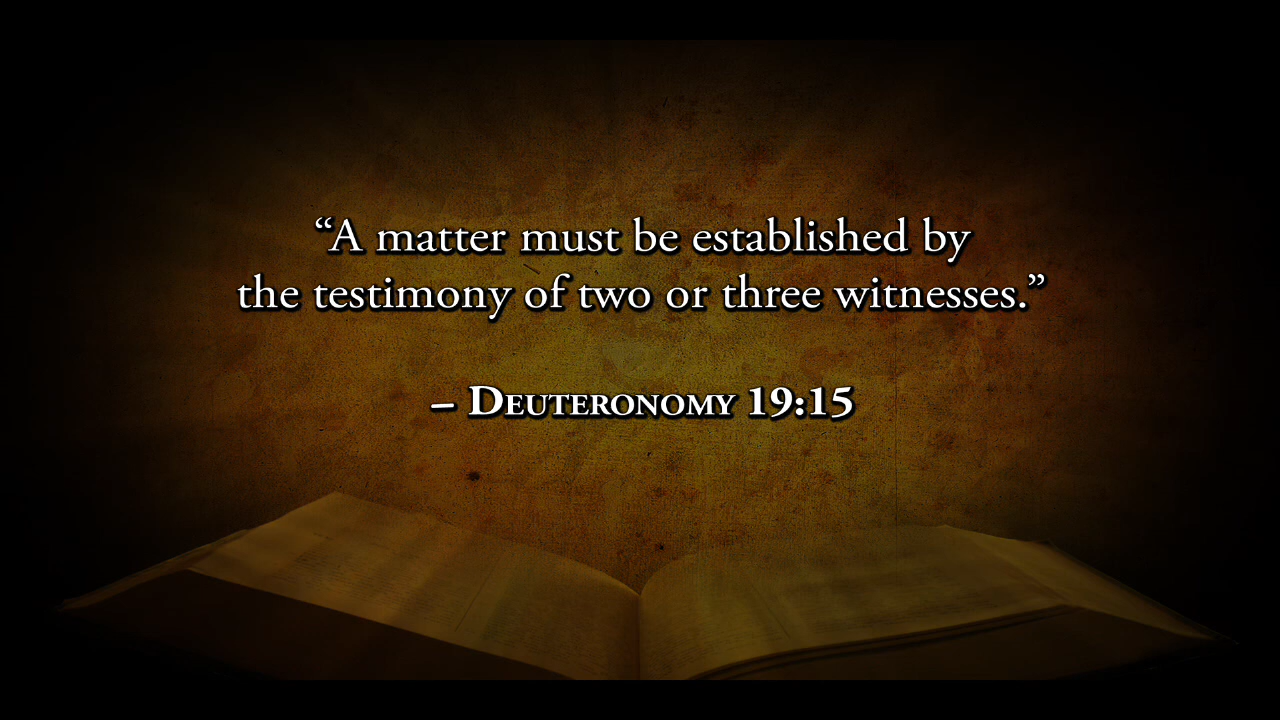 “A matter must be established by
the testimony of two or three witnesses.”
– Deuteronomy 19:15